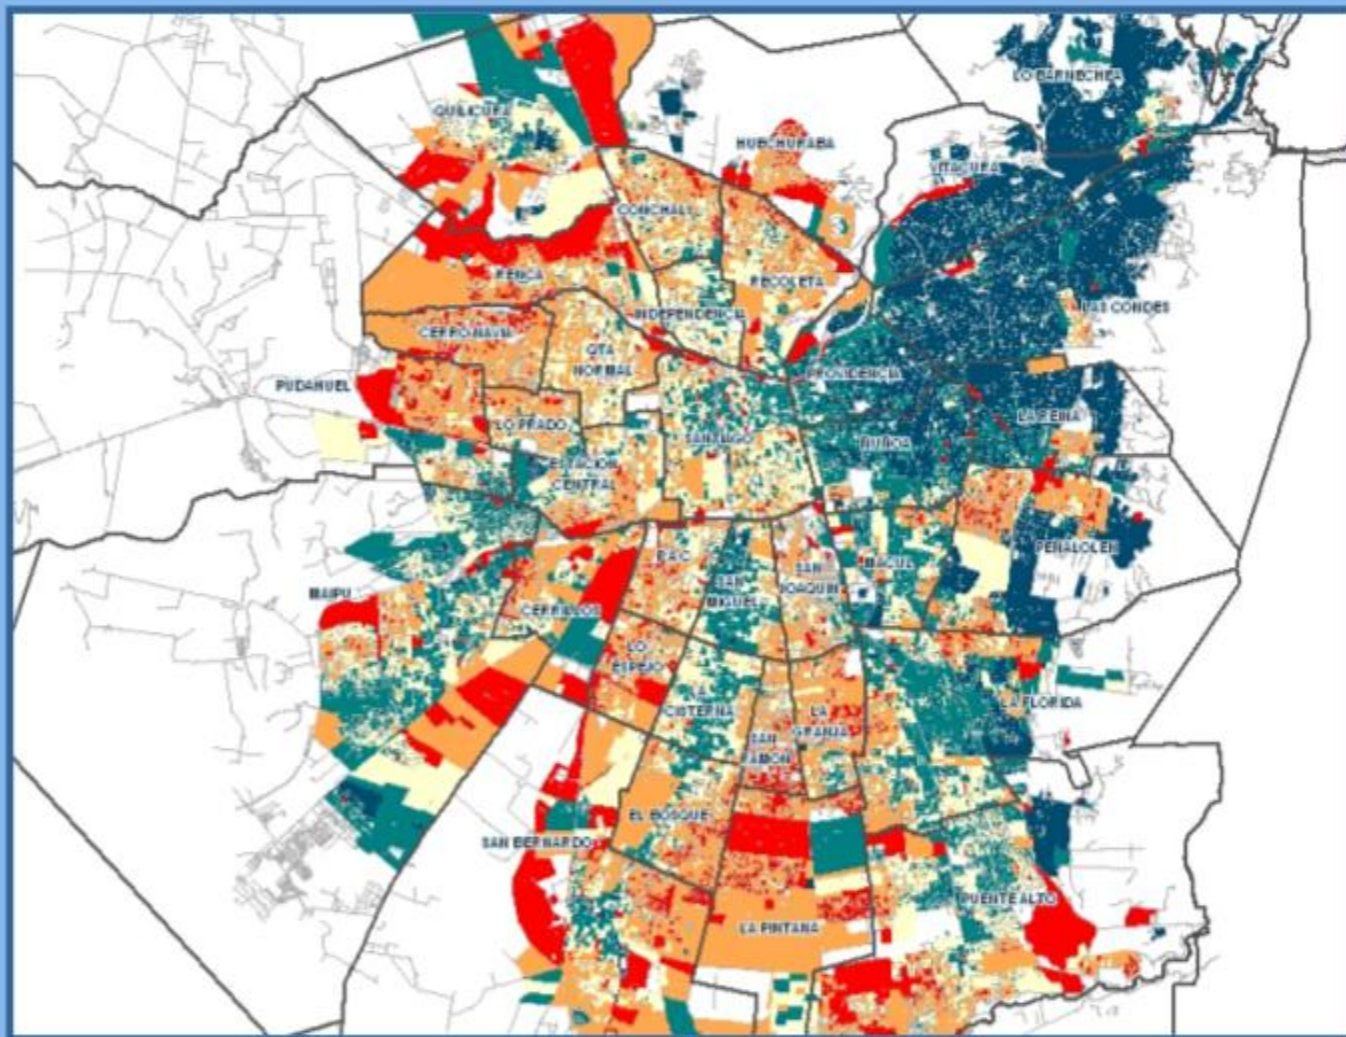 LO BARNECHEA
QUILICURA
HUECHURABA
VITACURA
CONCHALI
RENCA
RECOLETA
LAS CONDES
INDEPENDENCIA
CERRO NAVIA
QTA
NORMAL
PROVIDENCIA
PUDAHUEL
LA REINA
LO PRADO
SANTIAGO
ÑUÑOA
ESTACION
CENTRAL
PEÑALOLEN
P.A.C.
SAN
JOAQUIN
MACUL
SAN
MIGUEL
MAIPU
CERRILLOS
LO
ESPEJO
LA
CISTERNA
LA FLORIDA
LA
GRANJA
SAN
RAMON
EL BOSQUE
SAN BERNARDO
PUENTE ALTO
LA PINTANA